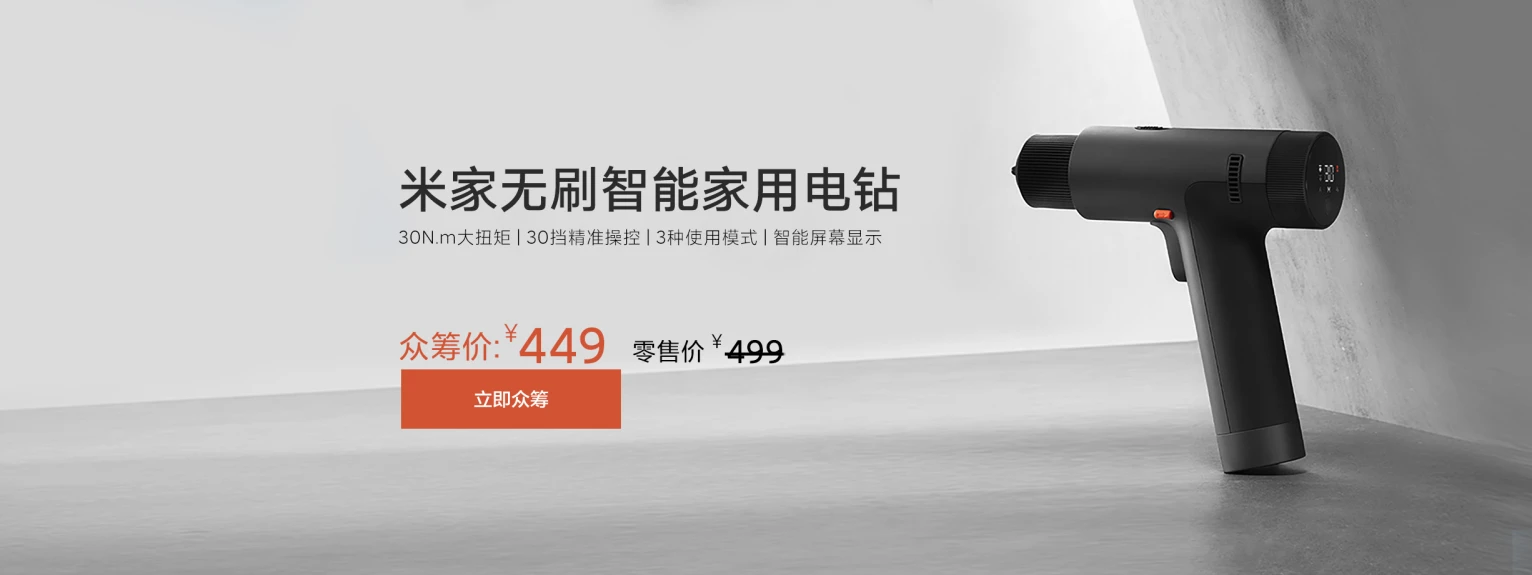 米家无刷智能家用电钻
30N.m大扭矩 | 30挡精准操控 | 3种使用模式 | 智能屏幕显示
众筹价:¥449 零售价 ¥499
立即众筹
30